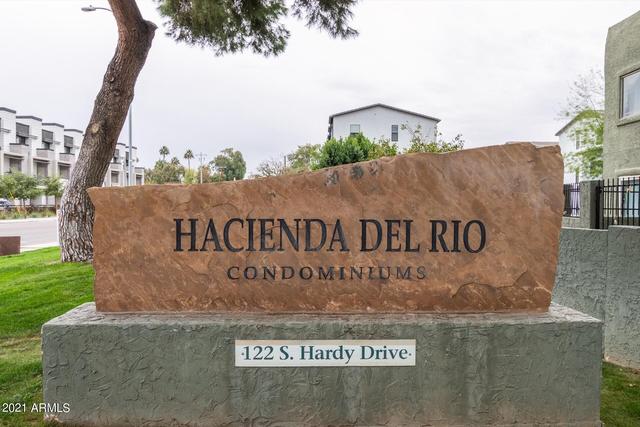 HACIENDA DEL RIO
CONDOMINIUMS
·122 S. Hardy Drive·
2021 ARMLS